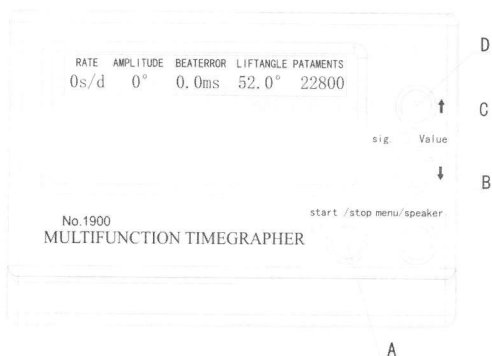 D
RATE AMPLITUDE BEATERROR LIFTANGLE PATAMENTS
0s/d 0° 0.0ms 52.0° 22800
C
sig Value
B
start /stop menu/speaker
No.1900
MULTIFUNCTION TIMEGRAPHER
A